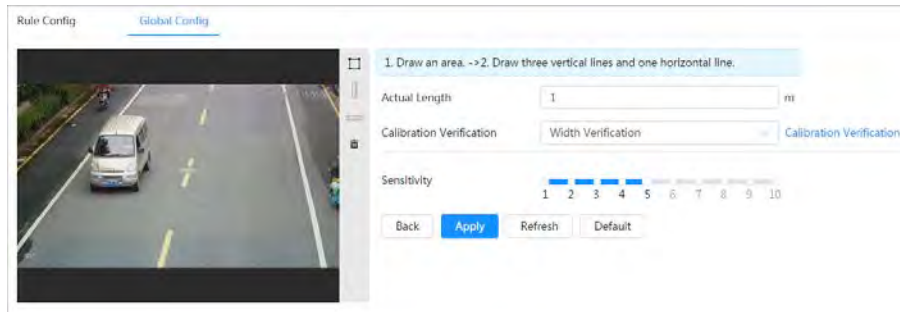 Rule Config Global Config
1. Draw an area. ->2. Draw three vertical lines and one horizontal line.
Actual Length 1 m
Calibration Verification Width Verification Calibration Verification
Sensitivity
1 2 3 4 5 6 7 8 9 10
Back Apply Refresh Default